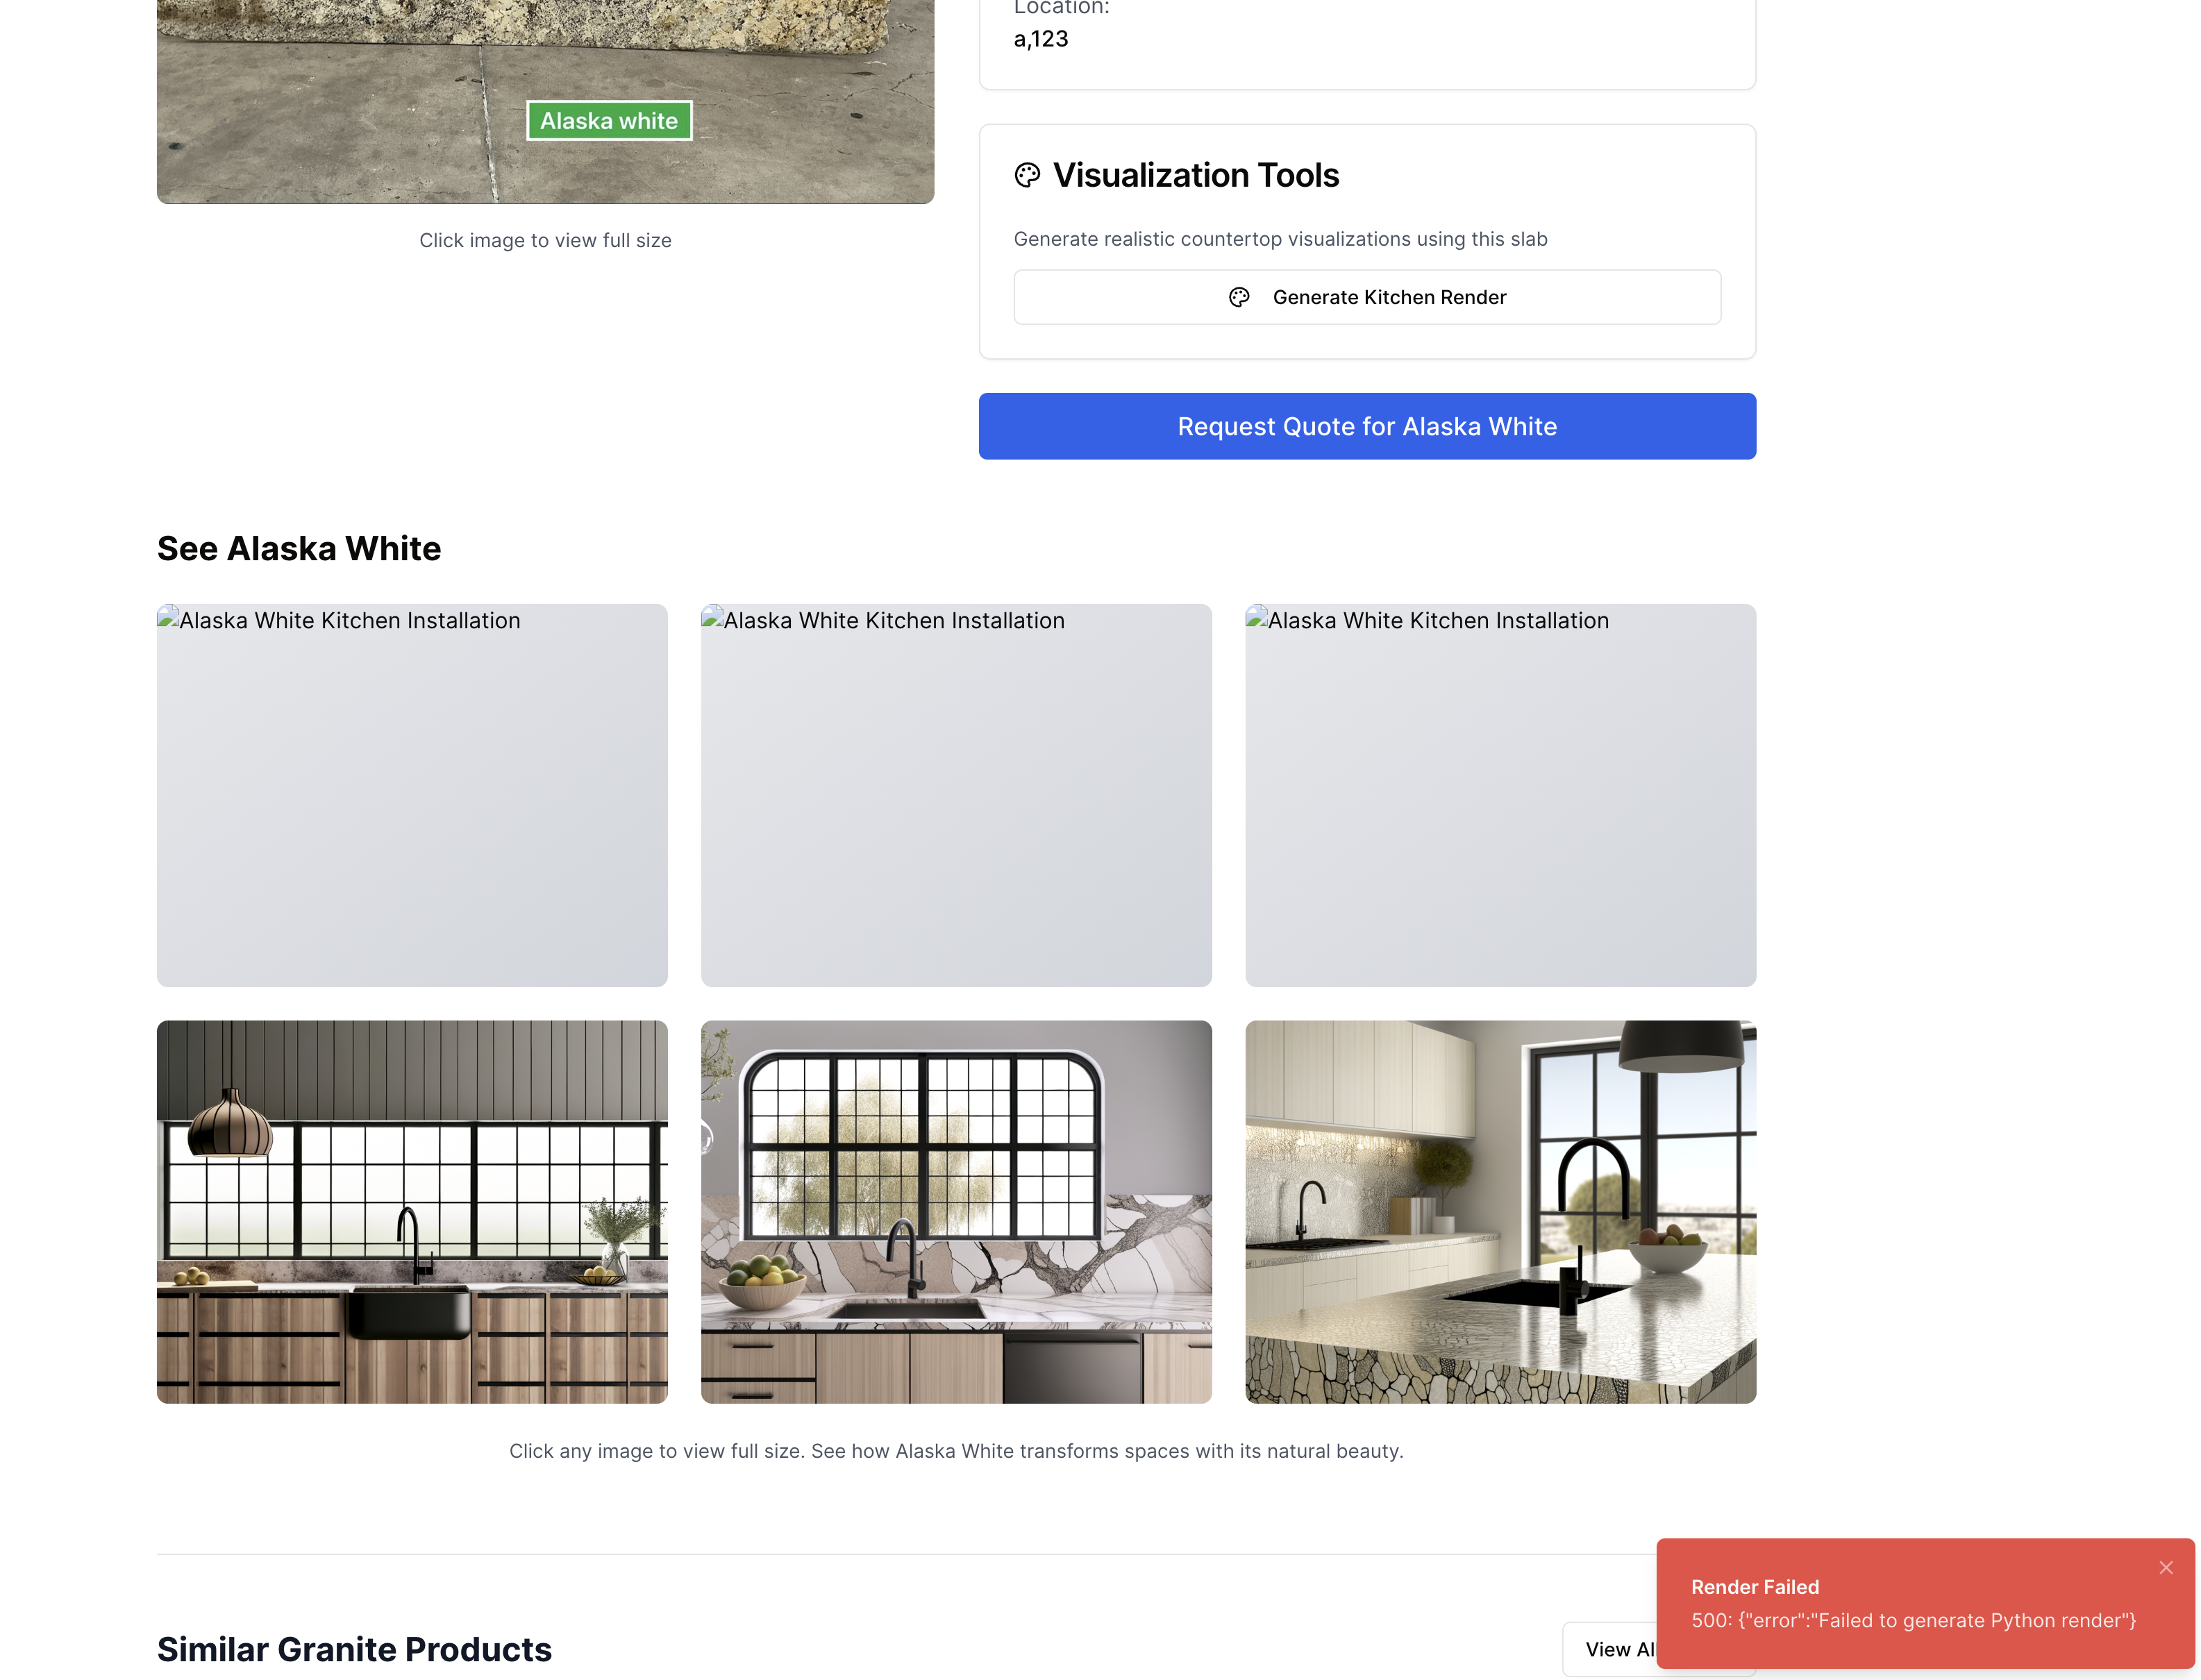 Location:
a,123
Alaska white
Click image to view full size
Visualization Tools
Generate realistic countertop visualizations using this slab
Generate Kitchen Render
Request Quote for Alaska White
See Alaska White
Alaska White Kitchen Installation
Alaska White Kitchen Installation
Alaska White Kitchen Installation
Click any image to view full size. See how Alaska White transforms spaces with its natural beauty.
Render Failed
500: {"error":"Failed to generate Python render"}
Similar Granite Products
View